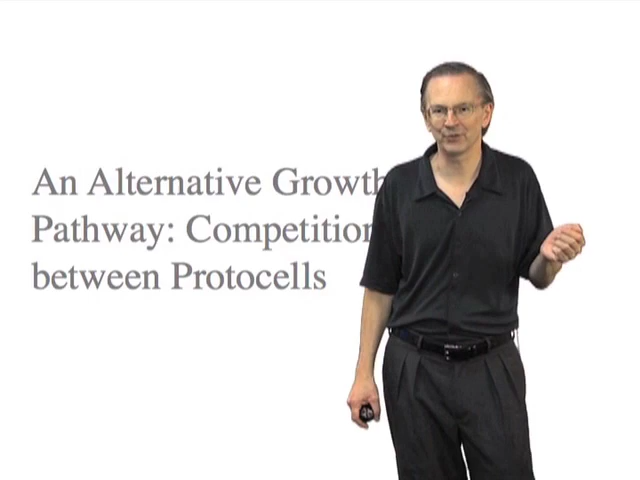 An Alternative Growth
Pathway: Competition
between Protocells